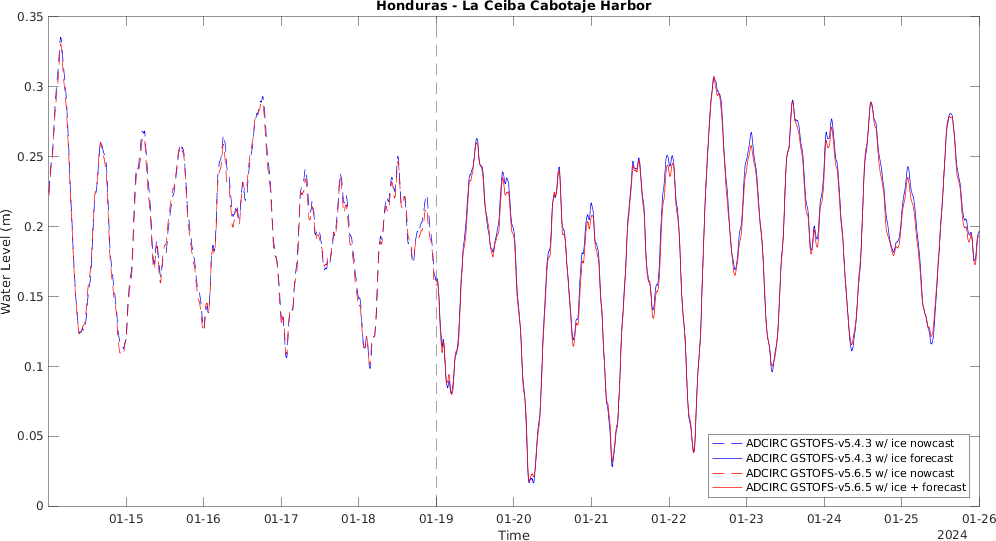 Honduras - La Ceiba Cabotaje Harbor
0.35
0.3
0.25
0.2
0.15
0.1
0.05
0
Water Level (m)
ADCIRC GSTOFS-v5.4.3 w/ ice nowcast
ADCIRC GSTOFS-v5.4.3 w/ ice forecast
ADCIRC GSTOFS-v5.6.5 w/ ice nowcast
ADCIRC GSTOFS-v5.6.5 w/ ice + forecast
01-15 01-16 01-17 01-18 01-19 01-20 01-21 01-22 01-23 01-24 01-25 01-26
Time
2024